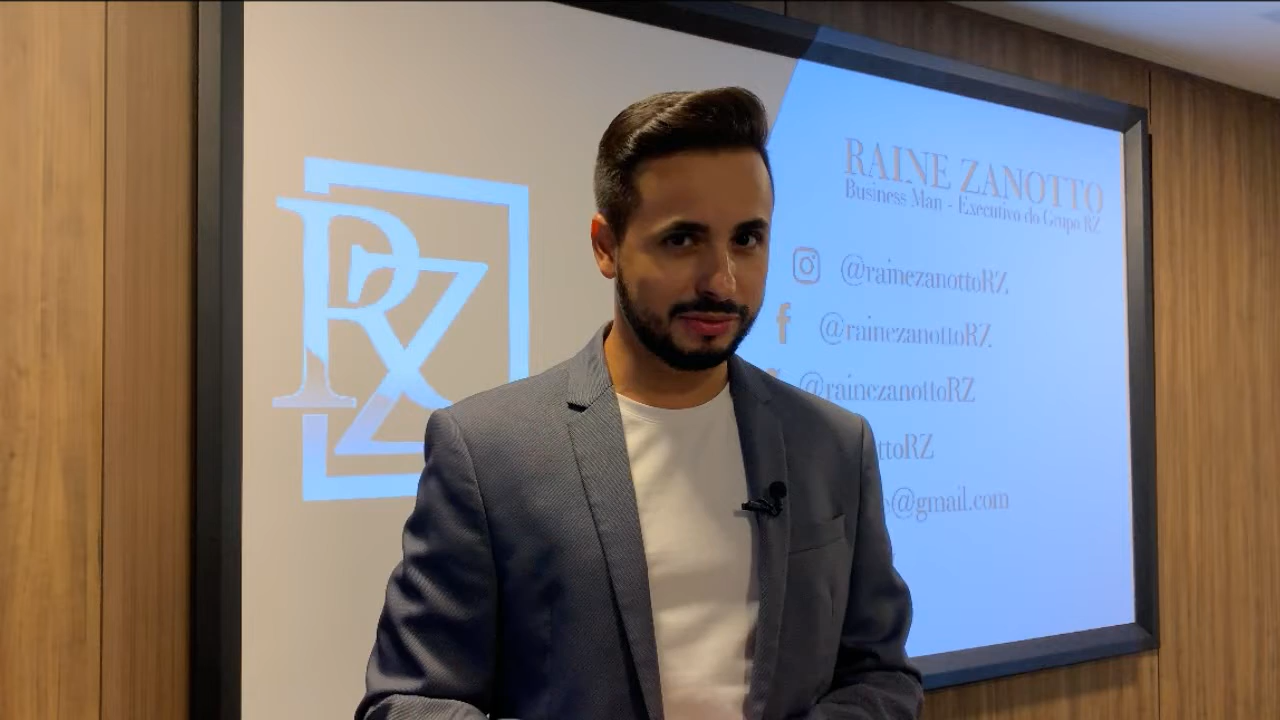 RZ
RAINE ZANOTTO
Business Man - Executivo do Grupo RZ
@rainezanottoRZ
@rainezanottoRZ
@rainezanottoRZ
ttoRZ
@gmail.com